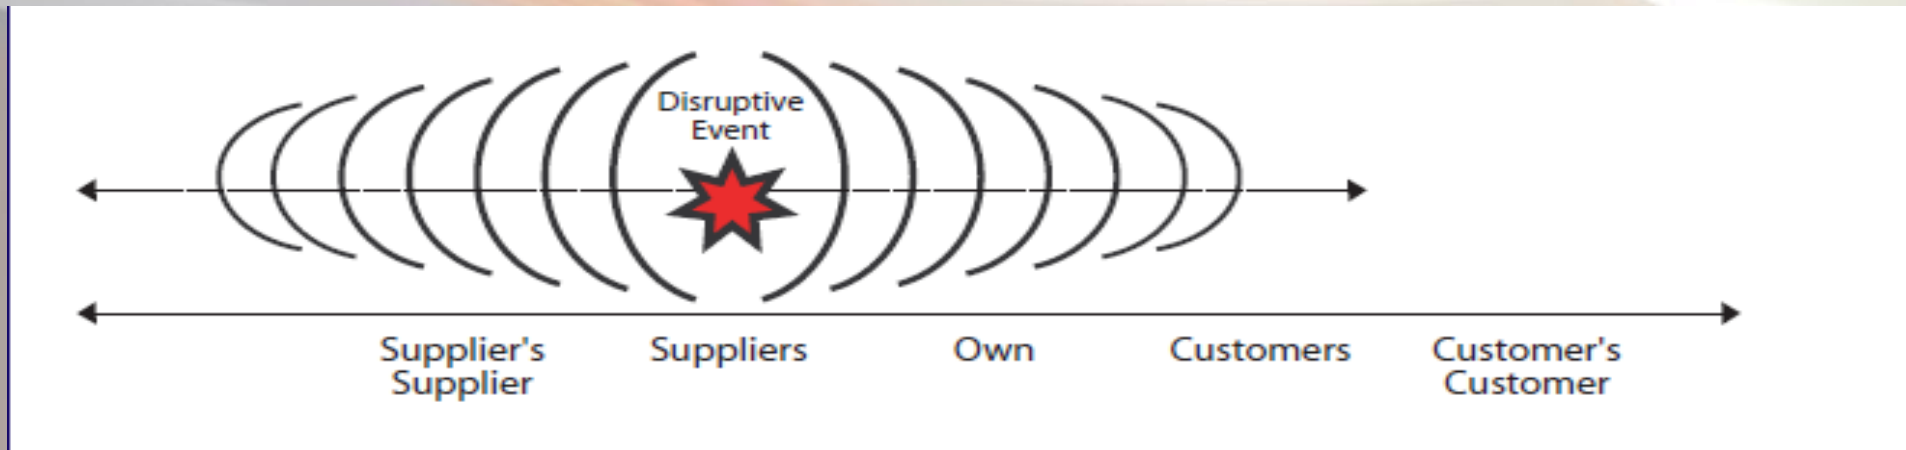 Disruptive
Event
Supplier's
Supplier
Suppliers
Own
Customers
Customer's
Customer